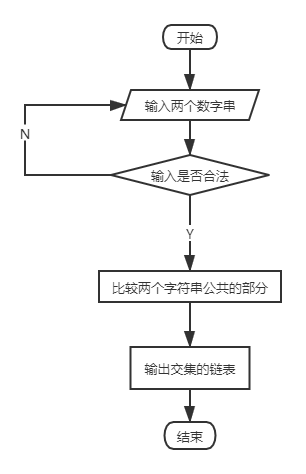 开始
输入两个数字串
N
输入是否合法
Y
比较两个字符串公共的部分
输出交集的链表
结束